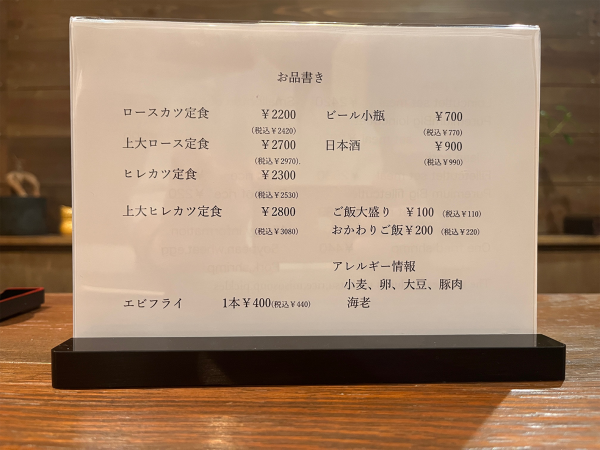 お品書き
ロースカツ定食 ￥2200
(税込￥2420)
上大ロース定食 ￥2700
(税込￥2970).
ヒレカツ定食 ￥2300
(税込￥2530)
上大ヒレカツ定食 ￥2800
(税込￥3080)
エビフライ 1本￥400(税込￥440)
ビール小瓶 ￥700
(税込￥770)
日本酒 ￥900
(税込￥990)
ご飯大盛り ￥100 (税込￥110)
おかわりご飯￥200 (税込￥220)
アレルギー情報
小麦、卵、大豆、豚肉
海老